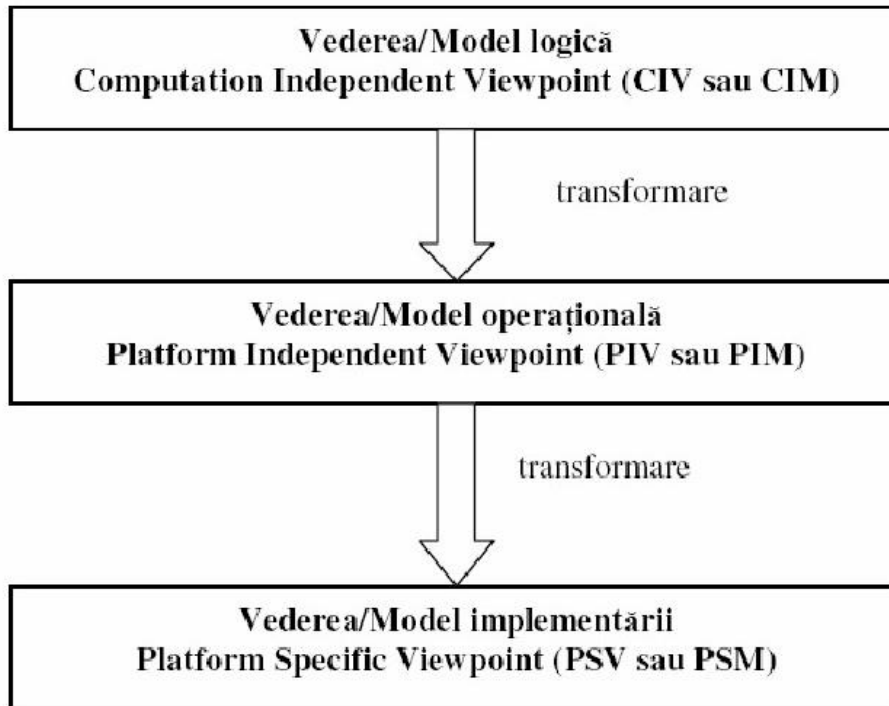 Vederea/Model logică
Computation Independent Viewpoint (CIV sau CIM)
transformare
Vederea/Model operațională
Platform Independent Viewpoint (PIV sau PIM)
transformare
Vederea/Model implementării
Platform Specific Viewpoint (PSV sau PSM)